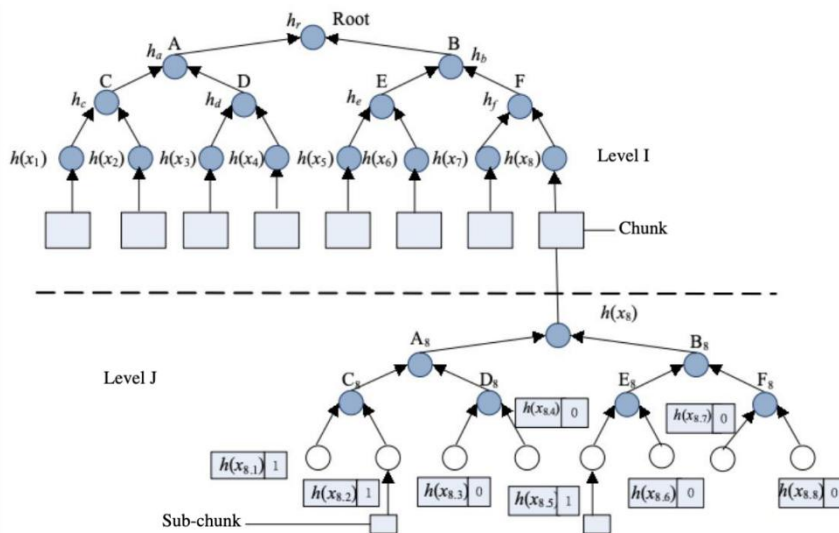 hr Root
ha A B hb
C D E F
hc hd he hf
h(x1) h(x2) h(x3) h(x4) h(x5) h(x6) h(x7) h(x8) Level I
Chunk
h(x8)
A8 B8
Level J
C8 D8 E8 F8
h(x8.4) 0 h(x8.7) 0
h(x8.1) 1
h(x8.2) 1 h(x8.3) 0 h(x8.5) 1 h(x8.6) 0 h(x8.8) 0
Sub-chunk